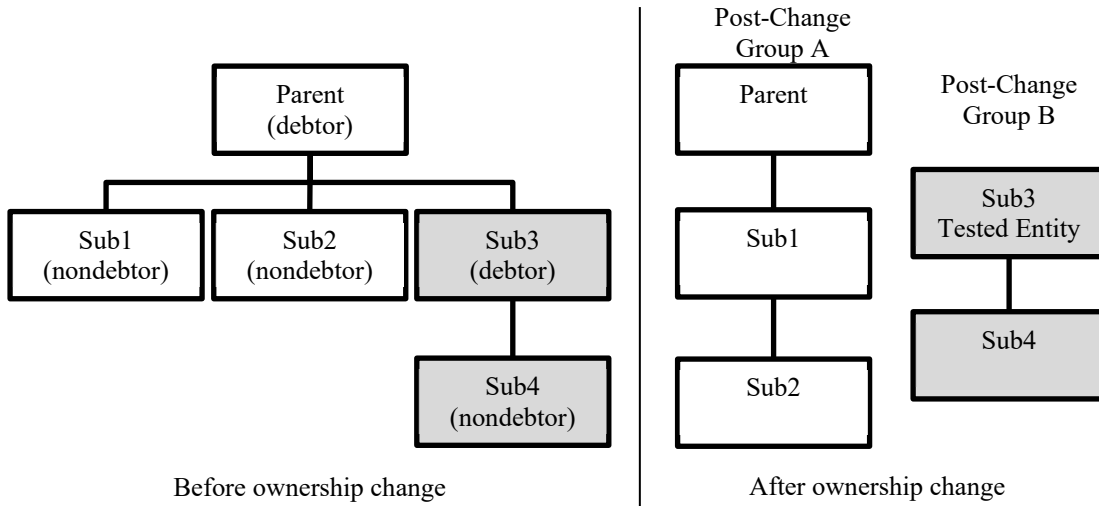 Parent
(debtor)
Sub1
(nondebtor)
Sub2
(nondebtor)
Sub3
(debtor)
Sub4
(nondebtor)
Before ownership change
Post-Change
Group A
Parent
Sub1
Sub2
Post-Change
Group B
Sub3
Tested Entity
Sub4
After ownership change